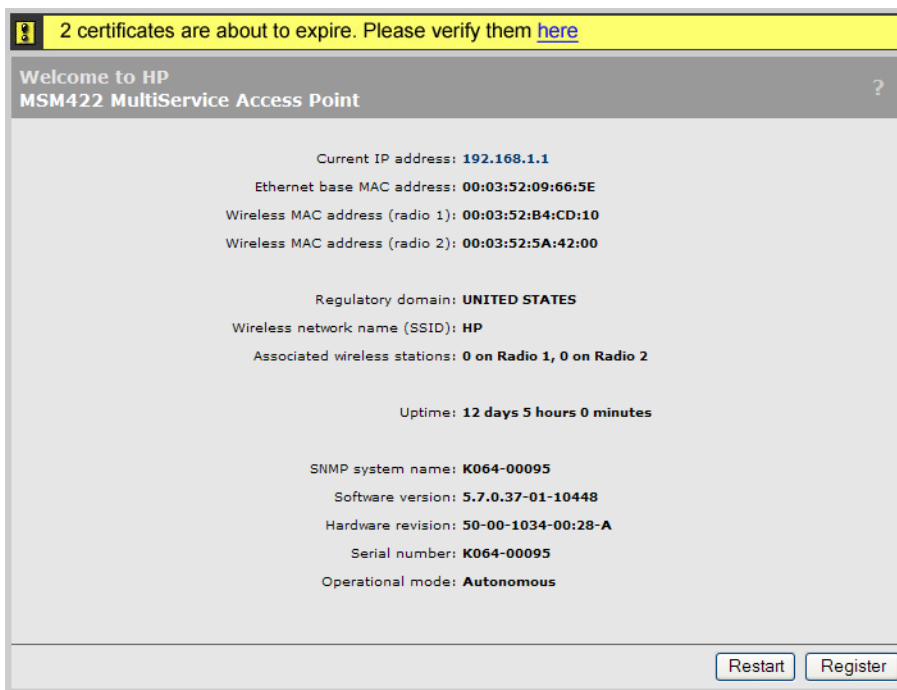 2 certificates are about to expire. Please verify them here
Welcome to HP
MSM422 MultiService Access Point
?
Current IP address: 192.168.1.1
Ethernet base MAC address: 00:03:52:09:66:5E
Wireless MAC address (radio 1): 00:03:52:B4:CD:10
Wireless MAC address (radio 2): 00:03:52:5A:42:00
Regulatory domain: UNITED STATES
Wireless network name (SSID): HP
Associated wireless stations: 0 on Radio 1, 0 on Radio 2
Uptime: 12 days 5 hours 0 minutes
SNMP system name: K064-00095
Software version: 5.7.0.37-01-10448
Hardware revision: 50-00-1034-00:28-A
Serial number: K064-00095
Operational mode: Autonomous
Restart Register